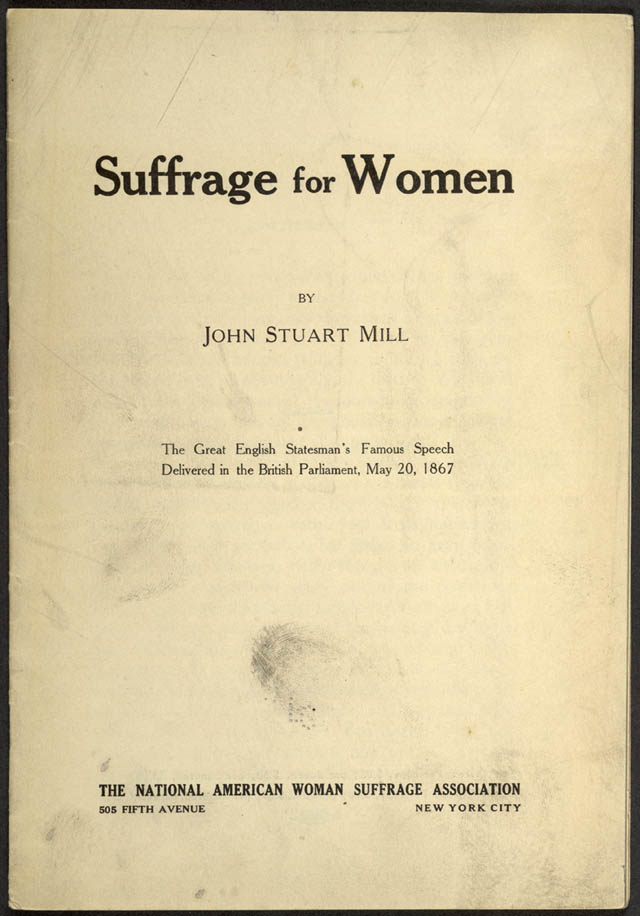 Suffrage for Women
BY
JOHN STUART MILL
The Great English Statesman's Famous Speech
Delivered in the British Parliament, May 20, 1867
THE NATIONAL AMERICAN WOMAN SUFFRAGE ASSOCIATION
505 FIFTH AVENUE NEW YORK CITY